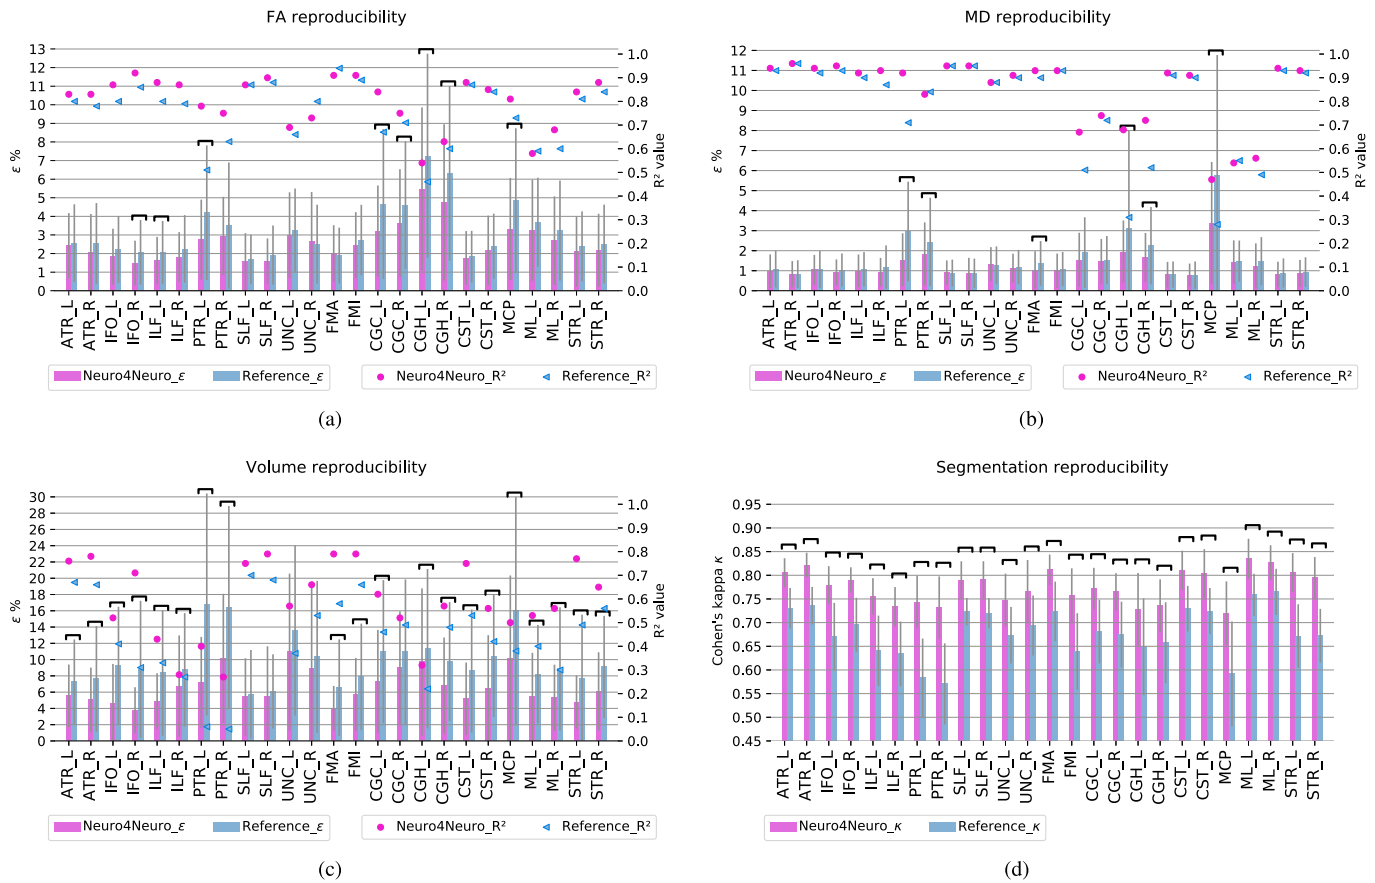 FA reproducibility
13
12
11
10
9
8
7
6
5
4
3
2
1
0
ε %
1.0
0.9
0.8
0.7
0.6
0.5
0.4
0.3
0.2
0.1
0.0
R² value
ATR_L
ATR_R
IFO_L
IFO_R
ILF_L
ILF_R
PTR_L
PTR_R
SLF_L
SLF_R
UNC_L
UNC_R
FMA
FMI
CGC_L
CGC_R
CGH_L
CGH_R
CST_L
CST_R
MCP
ML_L
ML_R
STR_L
STR_R
Neuro4Neuro_ε Reference_ε Neuro4Neuro_R² Reference_R²
(a)
MD reproducibility
12
11
10
9
8
7
6
5
4
3
2
1
0
ε %
1.0
0.9
0.8
0.7
0.6
0.5
0.4
0.3
0.2
0.1
0.0
R² value
ATR_L
ATR_R
IFO_L
IFO_R
ILF_L
ILF_R
PTR_L
PTR_R
SLF_L
SLF_R
UNC_L
UNC_R
FMA
FMI
CGC_L
CGC_R
CGH_L
CGH_R
CST_L
CST_R
MCP
ML_L
ML_R
STR_L
STR_R
Neuro4Neuro_ε Reference_ε Neuro4Neuro_R² Reference_R²
(b)
Volume reproducibility
30
28
26
24
22
20
18
16
14
12
10
8
6
4
2
0
ε %
1.0
0.9
0.8
0.7
0.6
0.5
0.4
0.3
0.2
0.1
0.0
R² value
ATR_L
ATR_R
IFO_L
IFO_R
ILF_L
ILF_R
PTR_L
PTR_R
SLF_L
SLF_R
UNC_L
UNC_R
FMA
FMI
CGC_L
CGC_R
CGH_L
CGH_R
CST_L
CST_R
MCP
ML_L
ML_R
STR_L
STR_R
Neuro4Neuro_ε Reference_ε Neuro4Neuro_R² Reference_R²
(c)
Segmentation reproducibility
0.95
0.90
0.85
0.80
0.75
0.70
0.65
0.60
0.55
0.50
0.45
Cohen's kappa κ
ATR_L
ATR_R
IFO_L
IFO_R
ILF_L
ILF_R
PTR_L
PTR_R
SLF_L
SLF_R
UNC_L
UNC_R
FMA
FMI
CGC_L
CGC_R
CGH_L
CGH_R
CST_L
CST_R
MCP
ML_L
ML_R
STR_L
STR_R
Neuro4Neuro_κ Reference_κ
(d)